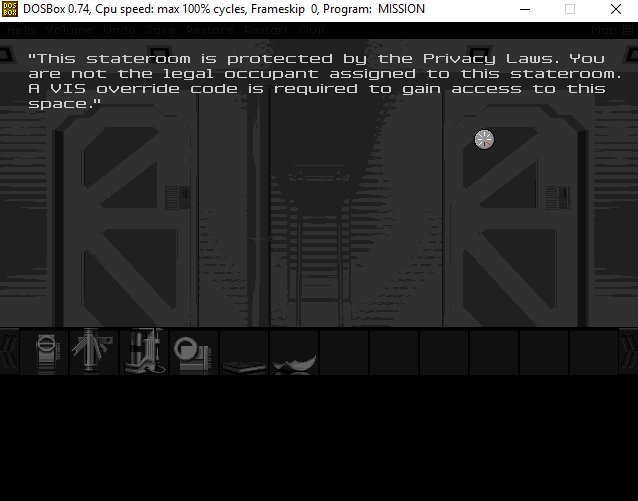 DOSBox 0.74, Cpu speed: max 100% cycles, Frameskip 0, Program: MISSION
Help Volume Undo Save Restore Restart Quit Map
"This stateroom is protected by the Privacy Laws. You
are not the legal occupant assigned to this stateroom.
A VIS override code is required to gain access to this
space."